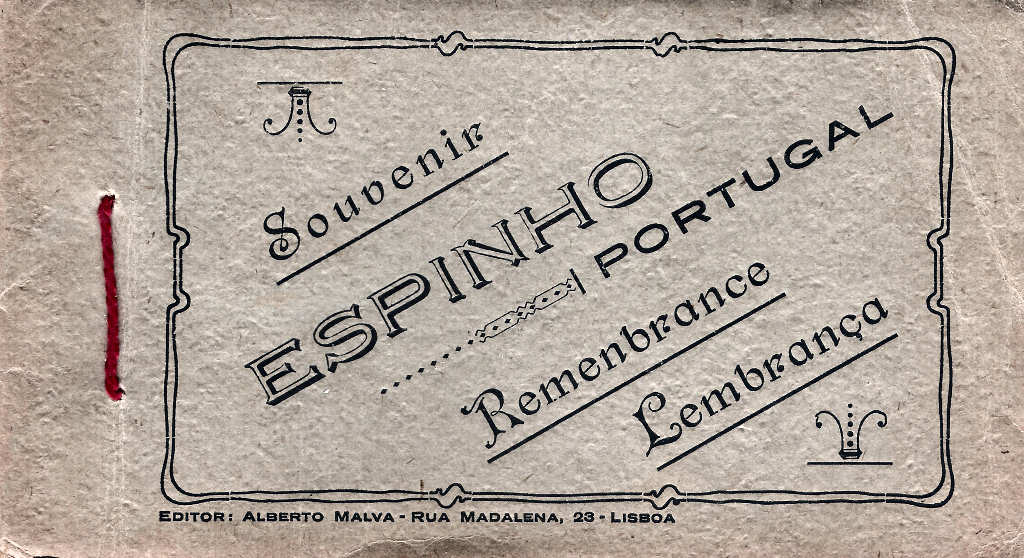 Souvenir
ESPINHO
PORTUGAL
Remenbrance
Lembrança
EDITOR: ALBERTO MALVA - RUA MADALENA, 23 - LISBOA